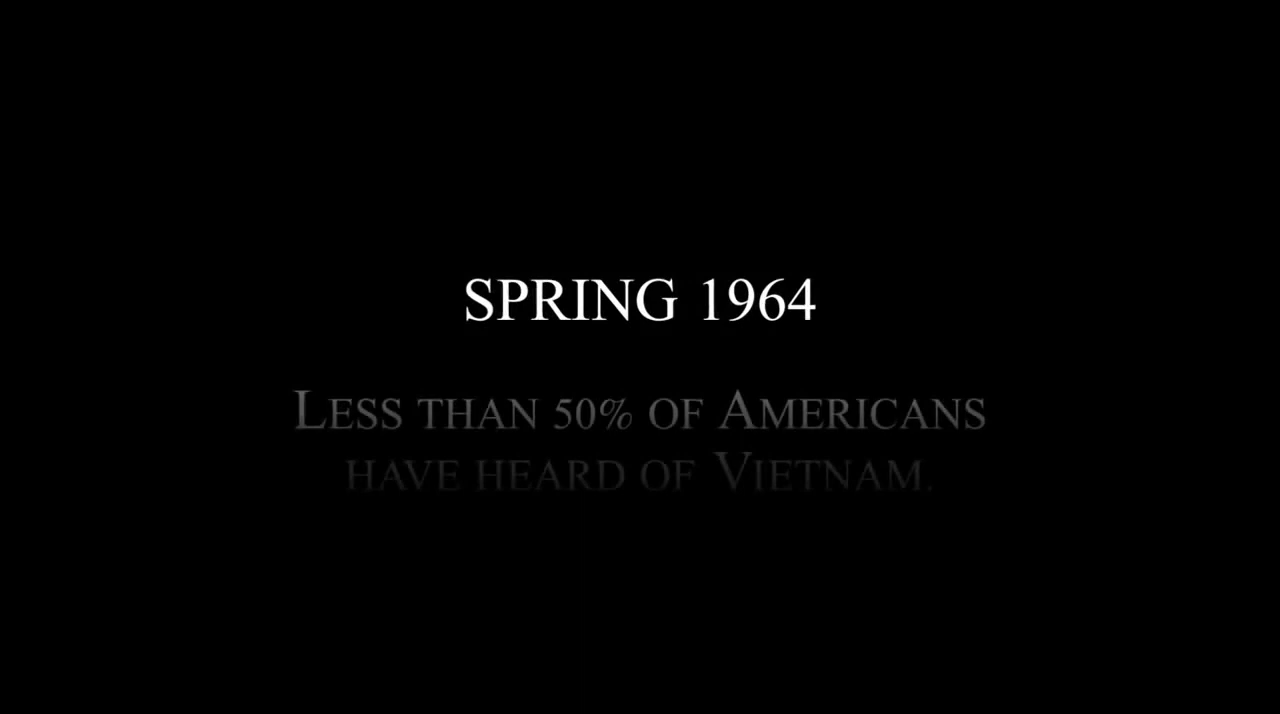 SPRING 1964
LESS THAN 50% OF AMERICANS
HAVE HEARD OF VIETNAM.